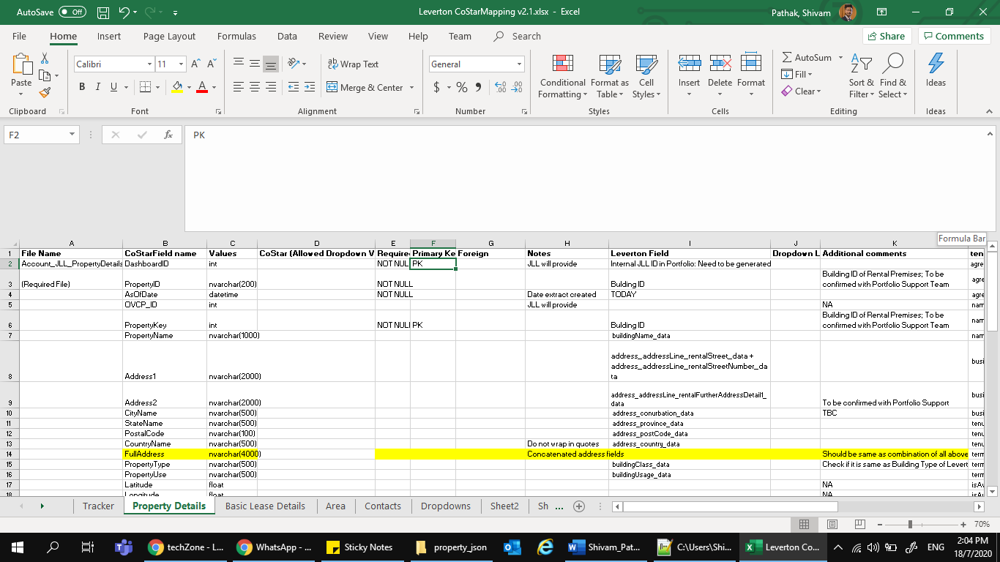 AutoSave Off Leverton CoStarMapping v2.1.xlsx - Excel Pathak, Shivam
File Home Insert Page Layout Formulas Data Review View Help Team Search Share Comments
Paste Calibri 11 Wrap Text General Conditional Formatting Format as Table Cell Styles Insert Delete Format AutoSum Sort & Filter Find & Select Ideas
B I U A Merge & Center $ % Fill Clear
Clipboard Font Alignment Number Styles Cells Editing Ideas
F2 fx PK
Formula Bar
A B C D E F G H I J K
1 File Name CoStarField name Values CoStar (Allowed Dropdown V Require Primary Ke Foreign Notes Leverton Field Dropdown L Additional comments ten
2 Account_JLL_PropertyDetails DashboardID int NOT NUL PK JLL will provide Internal JLL ID in Portfolio: Need to be generated agre
Building ID of Rental Premises; To be
3 (Required File) PropertyID nvarchar(200) NOT NULL Bulding ID confirmed with Portfolio Support Team agre
4 AsOfDate datetime NOT NULL Date extract created TODAY agre
5 OVCP_ID int JLL will provide NA nam
Building ID of Rental Premises; To be
6 PropertyKey int NOT NULL PK Bulding ID confirmed with Portfolio Support Team nam
7 PropertyName nvarchar(1000) buildingName_data nam
address_addressLine_rentalStreet_data +
address_addressLine_rentalStreetNumber_da busi
8 Address1 nvarchar(2000) ta
address_addressLine_rentalFurtherAddressDetail1_
9 Address2 nvarchar(2000) data To be confirmed with Portfolio Support busi
10 CityName nvarchar(500) address_conurbation_data TBC busi
11 StateName nvarchar(500) address_province_data tenu
12 PostalCode nvarchar(100) address_postCode_data tenu
13 CountryName nvarchar(500) Do not wrap in quotes address_country_data tenu
14 FullAddress nvarchar(4000) Concatenated address fields Should be same as combination of all above term
15 PropertyType nvarchar(500) buildingClass_data Check if it is same as Building Type of Levert term
16 PropertyUse nvarchar(500) buildingUsage_data term
17 Latitude float NA isAu
18 Longitude float NA isAu
Tracker Property Details Basic Lease Details Area Contacts Dropdowns Sheet2 Sh ...
70%
techZone - L... WhatsApp - ... Sticky Notes property_json Shivam_Pat... C:\Users\Shi... Leverton Co... ENG 2:04 PM
18/7/2020